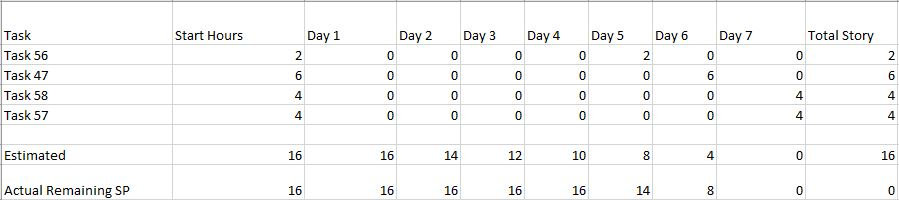 Task Start Hours Day 1 Day 2 Day 3 Day 4 Day 5 Day 6 Day 7 Total Story
Task 56 2 0 0 0 0 2 0 0 2
Task 47 6 0 0 0 0 0 6 0 6
Task 58 4 0 0 0 0 0 0 4 4
Task 57 4 0 0 0 0 0 0 4 4
Estimated 16 16 14 12 10 8 4 0 16
Actual Remaining SP 16 16 16 16 16 14 8 0 0